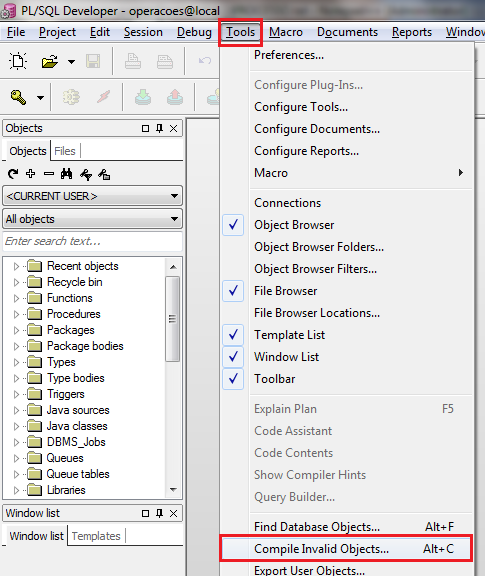 PL/SQL Developer - operacoes@local
File Project Edit Session Debug Tools Macro Documents Reports Window
Objects
Objects Files
<CURRENT USER>
All objects
Enter search text...
Recent objects
Recycle bin
Functions
Procedures
Packages
Package bodies
Types
Type bodies
Triggers
Java sources
Java classes
DBMS_Jobs
Queues
Queue tables
Libraries
Window list
Window list Templates
Preferences...
Configure Plug-Ins...
Configure Tools...
Configure Documents...
Configure Reports...
Macro
Connections
Object Browser
Object Browser Folders...
Object Browser Filters...
File Browser
File Browser Locations...
Template List
Window List
Toolbar
Explain Plan F5
Code Assistant
Code Contents
Show Compiler Hints
Query Builder...
Find Database Objects... Alt+F
Compile Invalid Objects... Alt+C
Export User Objects...